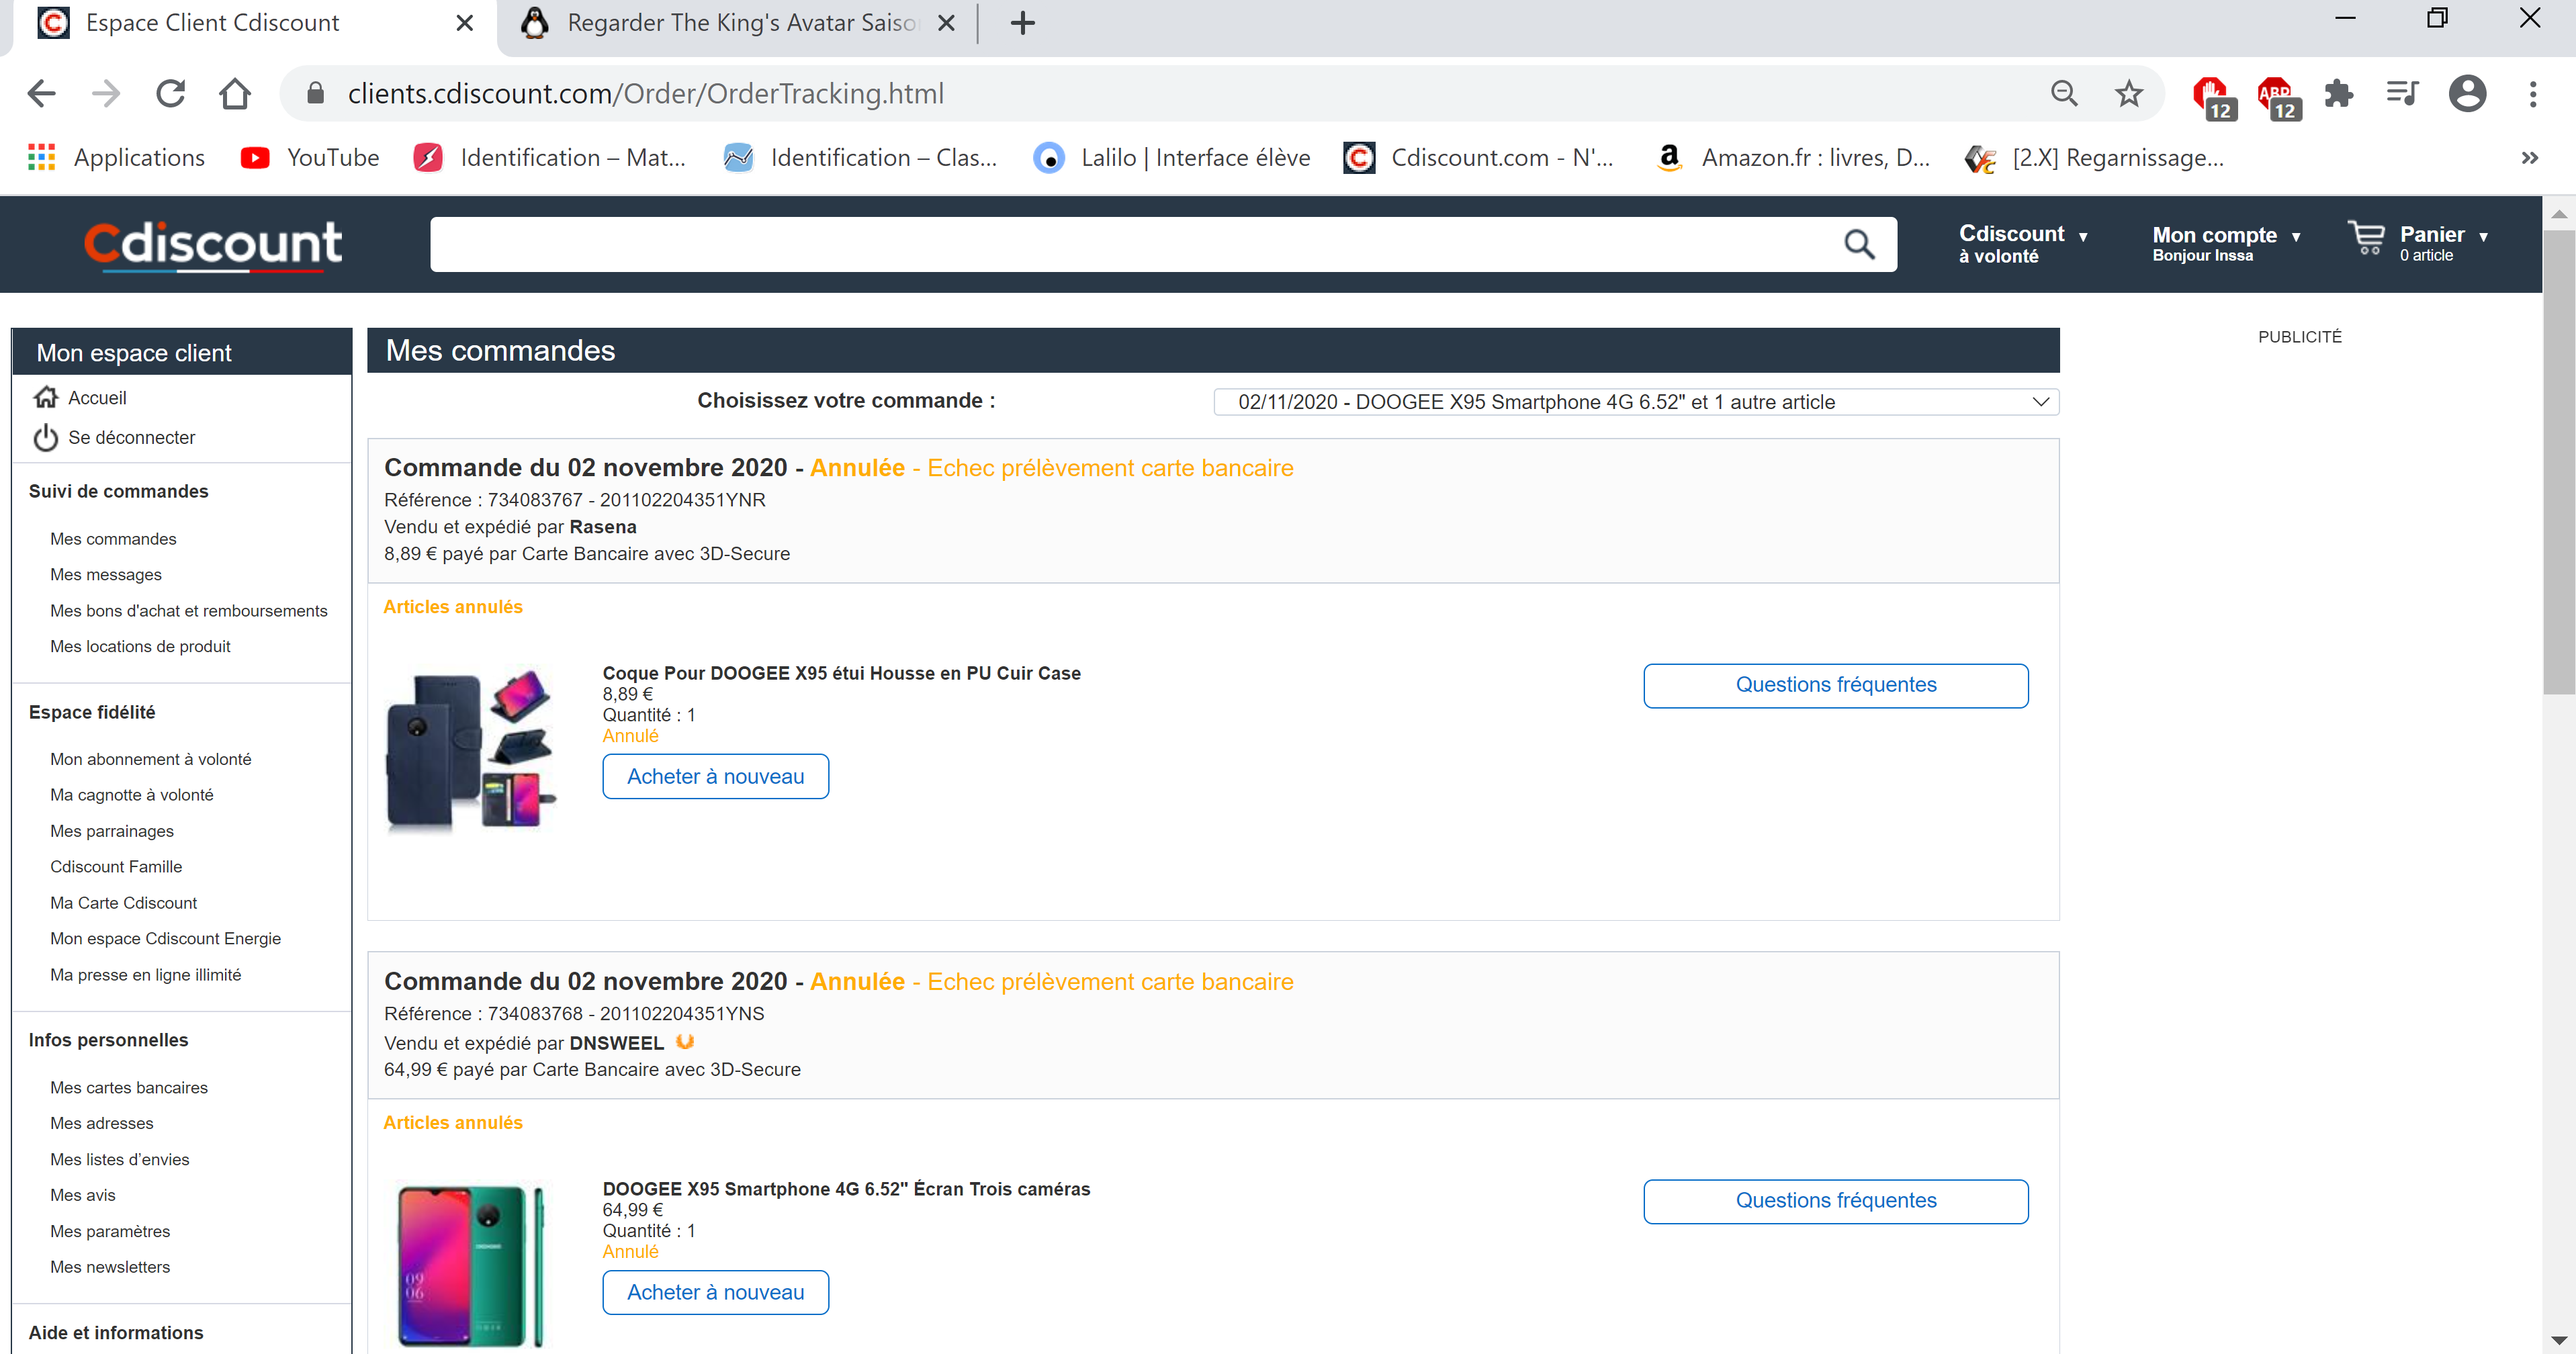 Espace Client Cdiscount
Regarder The King's Avatar Saiso
clients.cdiscount.com/Order/OrderTracking.html
12
ABP
12
Applications
YouTube
Identification – Mat...
Identification – Clas...
Lalilo | Interface élève
Cdiscount.com - N'...
Amazon.fr : livres, D...
[2.X] Regarnissage...
»
Cdiscount
Cdiscount
à volonté
Mon compte
Bonjour Inssa
Panier
0 article
Mon espace client
Accueil
Se déconnecter
Suivi de commandes
Mes commandes
Mes messages
Mes bons d'achat et remboursements
Mes locations de produit
Espace fidélité
Mon abonnement à volonté
Ma cagnotte à volonté
Mes parrainages
Cdiscount Famille
Ma Carte Cdiscount
Mon espace Cdiscount Energie
Ma presse en ligne illimité
Infos personnelles
Mes cartes bancaires
Mes adresses
Mes listes d'envies
Mes avis
Mes paramètres
Mes newsletters
Aide et informations
Mes commandes
Choisissez votre commande :
02/11/2020 - DOOGEE X95 Smartphone 4G 6.52" et 1 autre article
Commande du 02 novembre 2020 - Annulée - Echec prélèvement carte bancaire
Référence : 734083767 - 201102204351YNR
Vendu et expédié par Rasena
8,89 € payé par Carte Bancaire avec 3D-Secure
Articles annulés
Coque Pour DOOGEE X95 étui Housse en PU Cuir Case
8,89 €
Quantité : 1
Annulé
Acheter à nouveau
Questions fréquentes
Commande du 02 novembre 2020 - Annulée - Echec prélèvement carte bancaire
Référence : 734083768 - 201102204351YNS
Vendu et expédié par DNSWEEL
64,99 € payé par Carte Bancaire avec 3D-Secure
Articles annulés
09
06
DOOGEE X95 Smartphone 4G 6.52" Écran Trois caméras
64,99 €
Quantité : 1
Annulé
Acheter à nouveau
Questions fréquentes
PUBLICITÉ